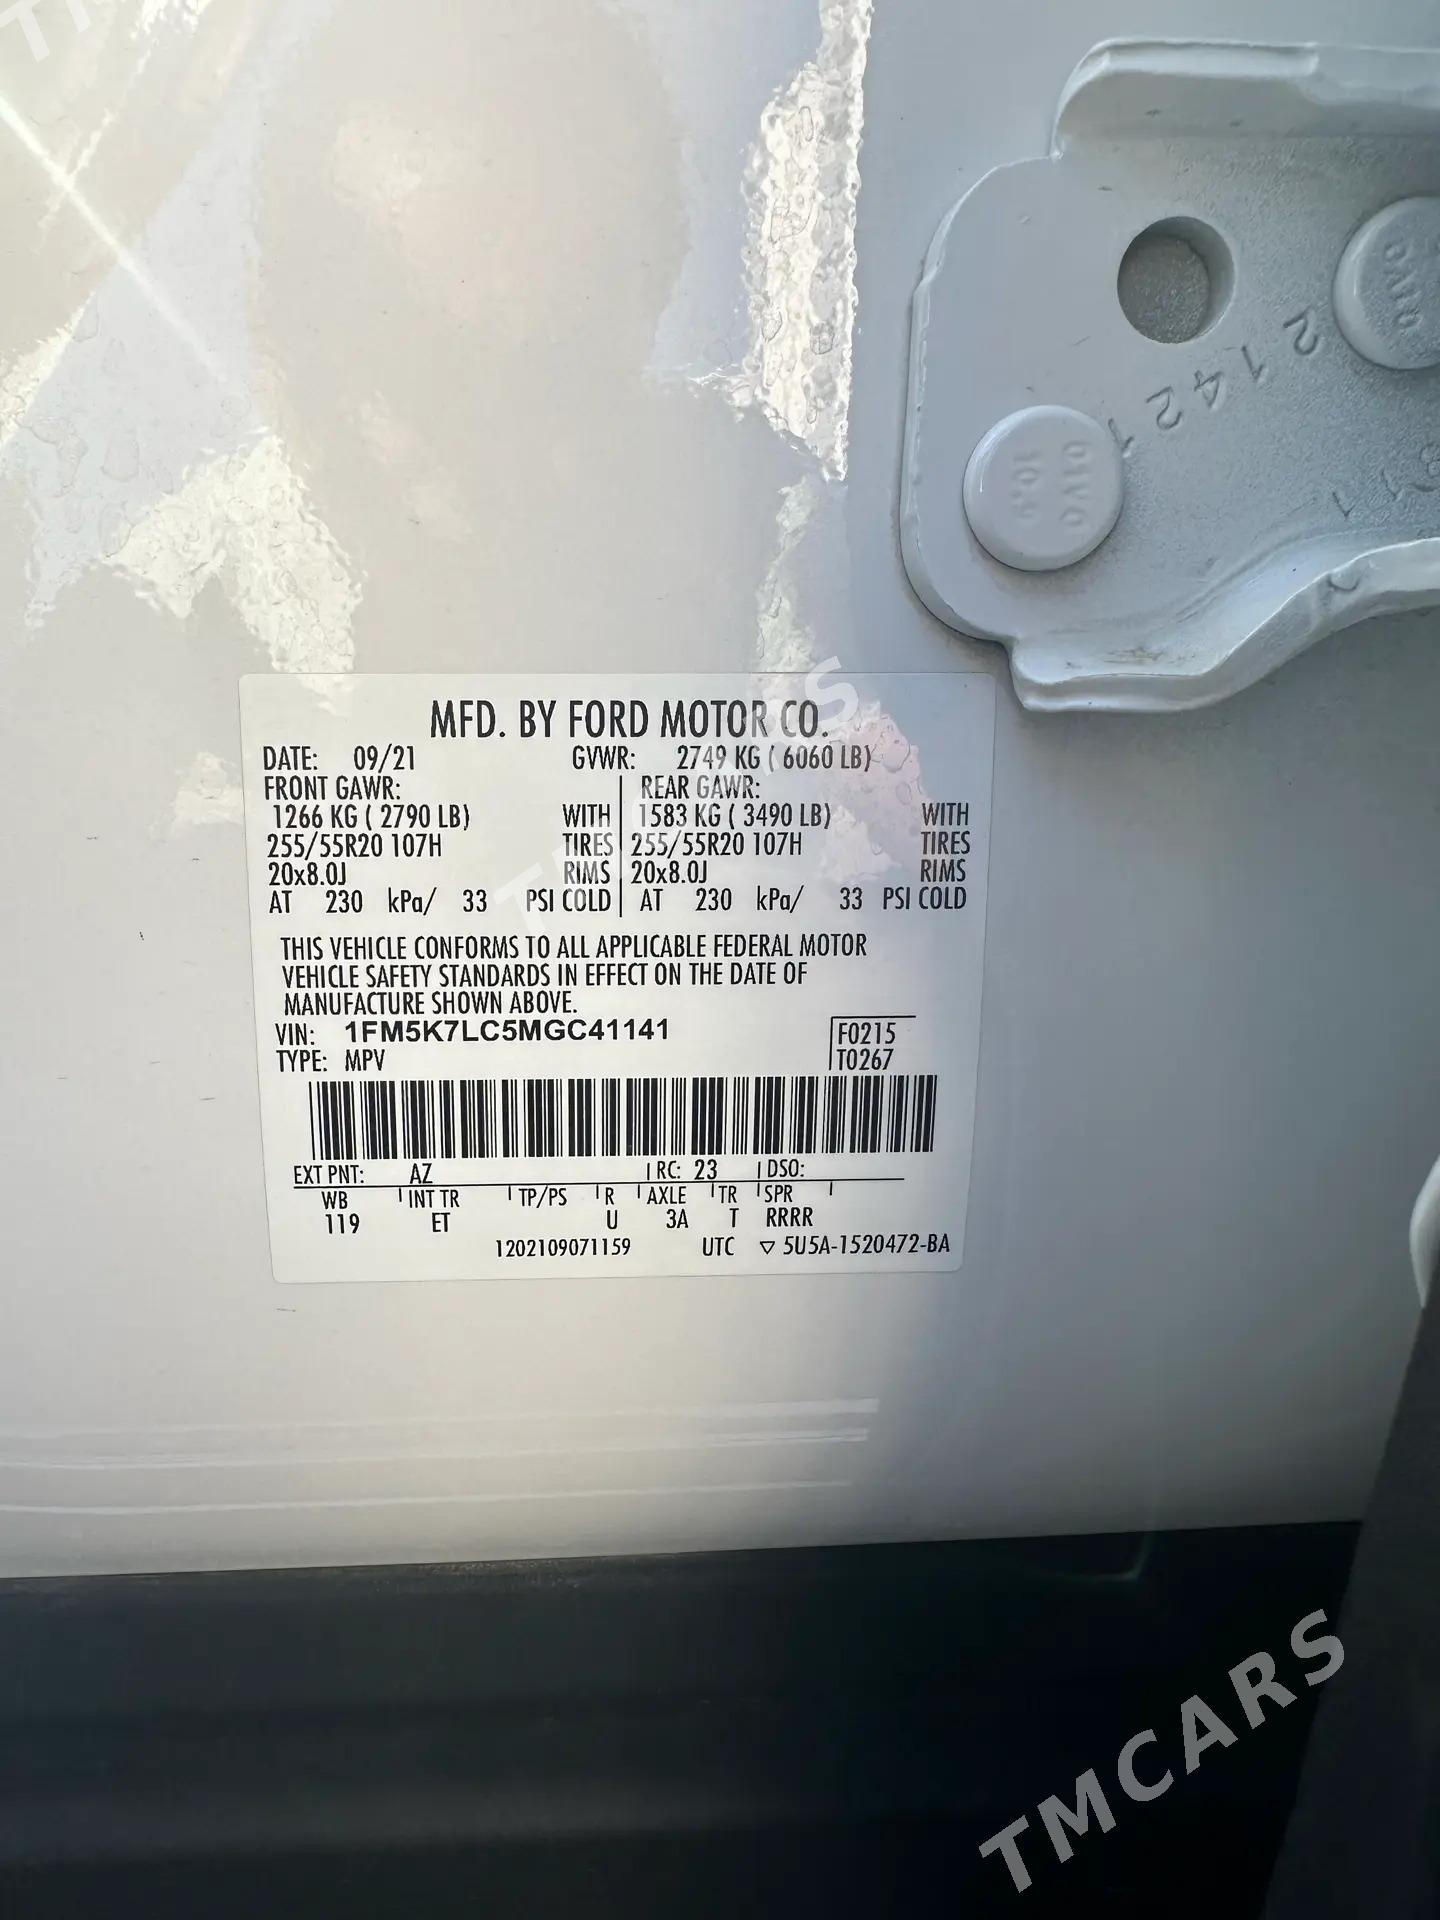 MFD. BY FORD MOTOR CO.
DATE: 09/21 GVWR: 2749 KG ( 6060 LB)
FRONT GAWR: REAR GAWR:
1266 KG ( 2790 LB) WITH 1583 KG ( 3490 LB) WITH
255/55R20 107H TIRES 255/55R20 107H TIRES
20x8.0J RIMS 20x8.0J RIMS
AT 230 kPa/ 33 PSI COLD AT 230 kPa/ 33 PSI COLD
THIS VEHICLE CONFORMS TO ALL APPLICABLE FEDERAL MOTOR
VEHICLE SAFETY STANDARDS IN EFFECT ON THE DATE OF
MANUFACTURE SHOWN ABOVE.
VIN: 1FM5K7LC5MGC41141 F0215
TYPE: MPV T0267
EXT PNT: AZ RC: 23 DSO:
WB INT TR TP/PS R AXLE TR SPR
119 ET U 3A T RRRR
1202109071159 UTC ▽ 5U5A-1520472-BA
21421
OIVO
10.9
OIVO
TMCARS
TMCARS